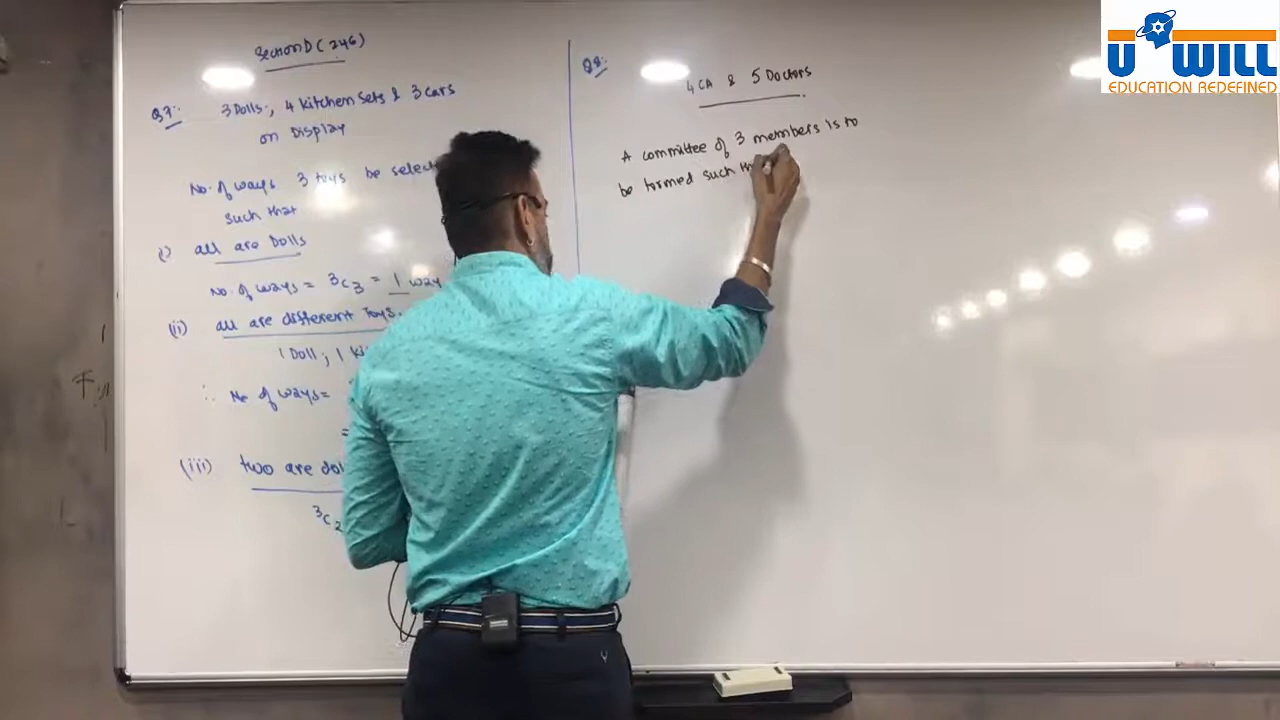 Section D (246)
Q7:- 3 Dolls, 4 Kitchen Sets & 3 Cars
on Display
No. of ways 3 toys be select
such that
(i) all are Dolls
No. of ways = ³C₃ = 1 way
(ii) all are different Toys.
1 Doll, 1 ki
∴ No of ways =
=
(iii) two are dol
³C₂
Q8:-
4 CA & 5 Doctors
A committee of 3 members is to
be formed such th
U WILL
EDUCATION REDEFINED